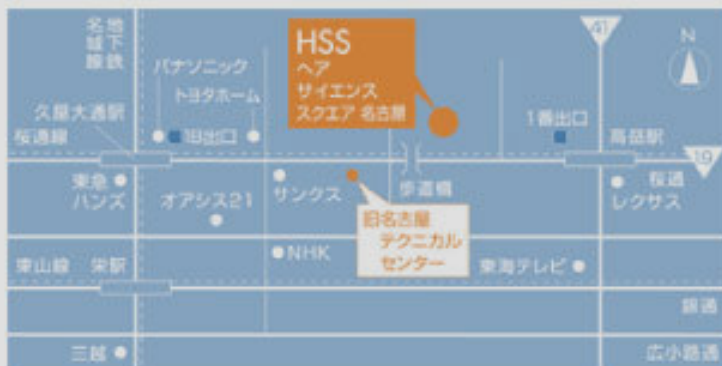 地下鉄
名城線
パナソニック
トヨタホーム
HSS
ヘア
サイエンス
スクエア 名古屋
41
N
久屋大通駅
桜通線
1B出口
1番出口
高岳駅
19
東急
ハンズ
オアシス21
サンクス
歩道橋
桜通
レクサス
旧名古屋
テクニカル
センター
NHK
東山線 栄駅
東海テレビ
錦通
三越
広小路通